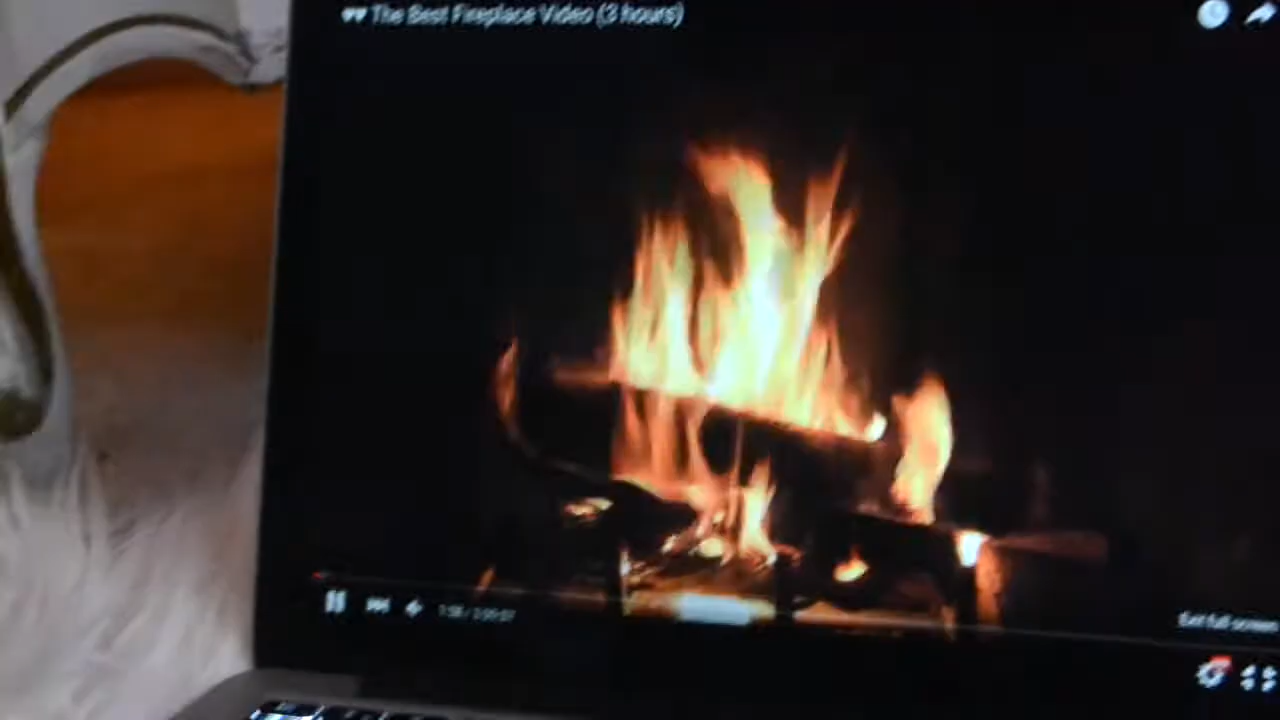 ♥♥ The Best Fireplace Video (3 hours)
Exit full screen